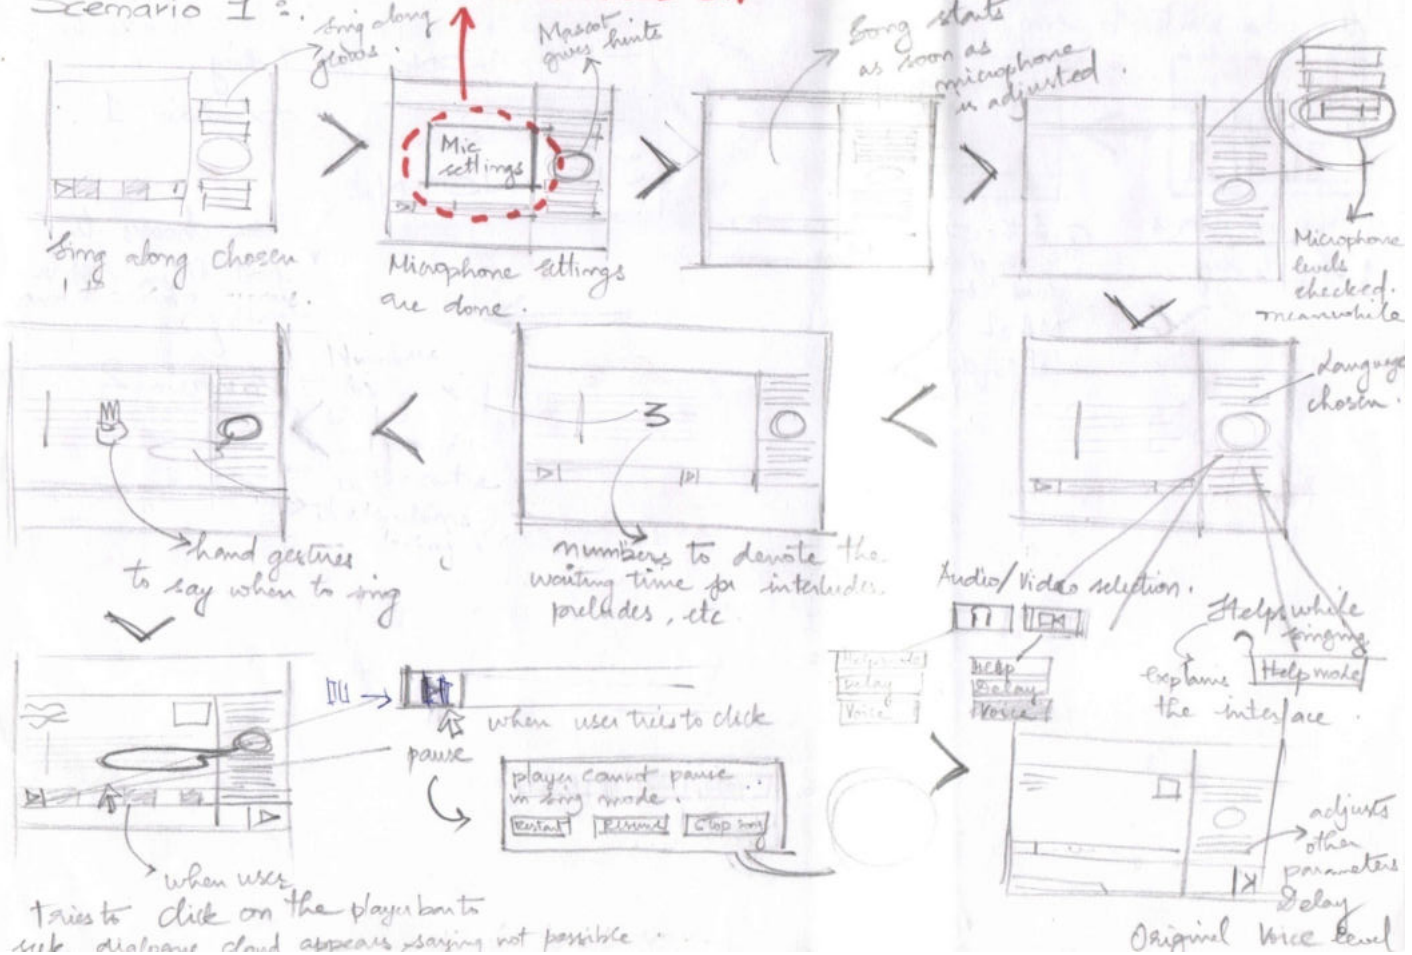 Scenario 1 :.
sing along
Mascot
gives hints
Song starts
as soon as
microphone
is adjusted.
Mic
settings
Sing along chosen
Microphone settings
are done.
Microphone
levels
checked.
meanwhile
Language
chosen.
hand gestures
to say when to sing
3
numbers to denote the
waiting time for interludes,
preludes, etc
Audio/Video selection.
Helps while
singing
Help mode
explains
the interface.
Help mode
Delay
Voice
Help
Delay
Voice
when user tries to click
pause
player cannot pause
in sing mode.
Restart
Resume
Stop song
when user
tries to click on the player bar to
seek dialogue cloud appears saying not possible
adjusts
other
parameters
Delay
Original Voice level